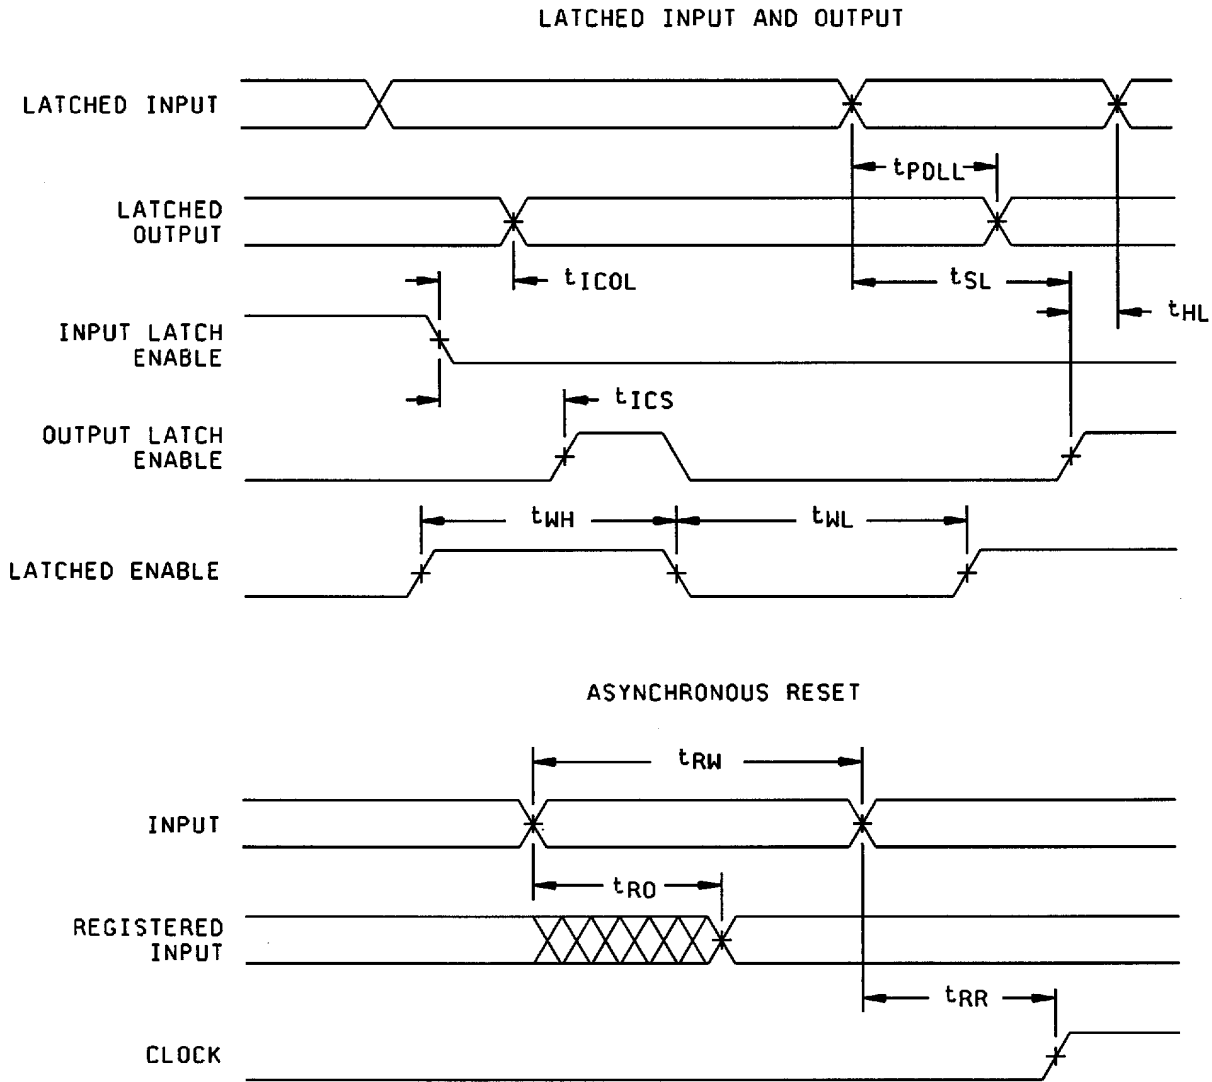 LATCHED INPUT AND OUTPUT
LATCHED INPUT
tPDLL
LATCHED
OUTPUT
tICOL
tSL
tHL
INPUT LATCH
ENABLE
tICS
OUTPUT LATCH
ENABLE
tWH
tWL
LATCHED ENABLE
ASYNCHRONOUS RESET
tRW
INPUT
tRO
REGISTERED
INPUT
tRR
CLOCK